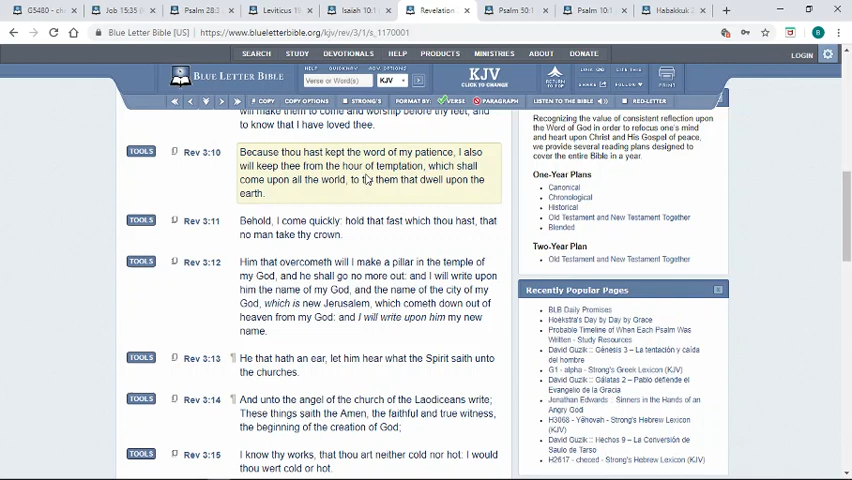 G5480 - cha
Job 15:35 (
Psalm 28:3
Leviticus 19
Isaiah 10:1
Revelation
Psalm 50:1
Psalm 10:1
Habakkuk 2
Blue Letter Bible [US]
https://www.blueletterbible.org/kjv/rev/3/1/s_1170001
SEARCH STUDY DEVOTIONALS HELP PRODUCTS MINISTRIES ABOUT DONATE
LOGIN
BLUE LETTER BIBLE
HELP QUICKNAV ADV OPTIONS
Verse or Word(s) KJV
KJV
CLICK TO CHANGE
RETURN
TO TOP
LINK
CITE THIS
SHARE
FOLLOW
PRINT
COPY COPY OPTIONS STRONG'S FORMAT BY: VERSE PARAGRAPH LISTEN TO THE BIBLE RED-LETTER
will make them to come and worship before thy feet, and
to know that I have loved thee.
TOOLS Rev 3:10 Because thou hast kept the word of my patience, I also
will keep thee from the hour of temptation, which shall
come upon all the world, to them that dwell upon the
earth.
TOOLS Rev 3:11 Behold, I come quickly: hold that fast which thou hast, that
no man take thy crown.
TOOLS Rev 3:12 Him that overcometh will I make a pillar in the temple of
my God, and he shall go no more out: and I will write upon
him the name of my God, and the name of the city of my
God, which is new Jerusalem, which cometh down out of
heaven from my God: and I will write upon him my new
name.
TOOLS Rev 3:13 ¶ He that hath an ear, let him hear what the Spirit saith unto
the churches.
TOOLS Rev 3:14 ¶ And unto the angel of the church of the Laodiceans write;
These things saith the Amen, the faithful and true witness,
the beginning of the creation of God;
TOOLS Rev 3:15 I know thy works, that thou art neither cold nor hot: I would
thou wert cold or hot.
Recognizing the value of consistent reflection upon
the Word of God in order to refocus one's mind
and heart upon Christ and His Gospel of peace,
we provide several reading plans designed to
cover the entire Bible in a year.
One-Year Plans
Canonical
Chronological
Historical
Old Testament and New Testament Together
Blended
Two-Year Plan
Old Testament and New Testament Together
Recently Popular Pages
BLB Daily Promises
Hoekstra's Day by Day by Grace
Probable Timeline of When Each Psalm Was
Written - Study Resources
David Guzik :: Génesis 3 – La tentación y caída
del hombre
G1 - alpha - Strong's Greek Lexicon (KJV)
David Guzik :: Gálatas 2 – Pablo defiende el
Evangelio de la Gracia
Jonathan Edwards :: Sinners in the Hands of an
Angry God
H3068 - Yĕhovah - Strong's Hebrew Lexicon
(KJV)
David Guzik :: Hechos 9 – La Conversión de
Saulo de Tarso
H2617 - checed - Strong's Hebrew Lexicon (KJV)